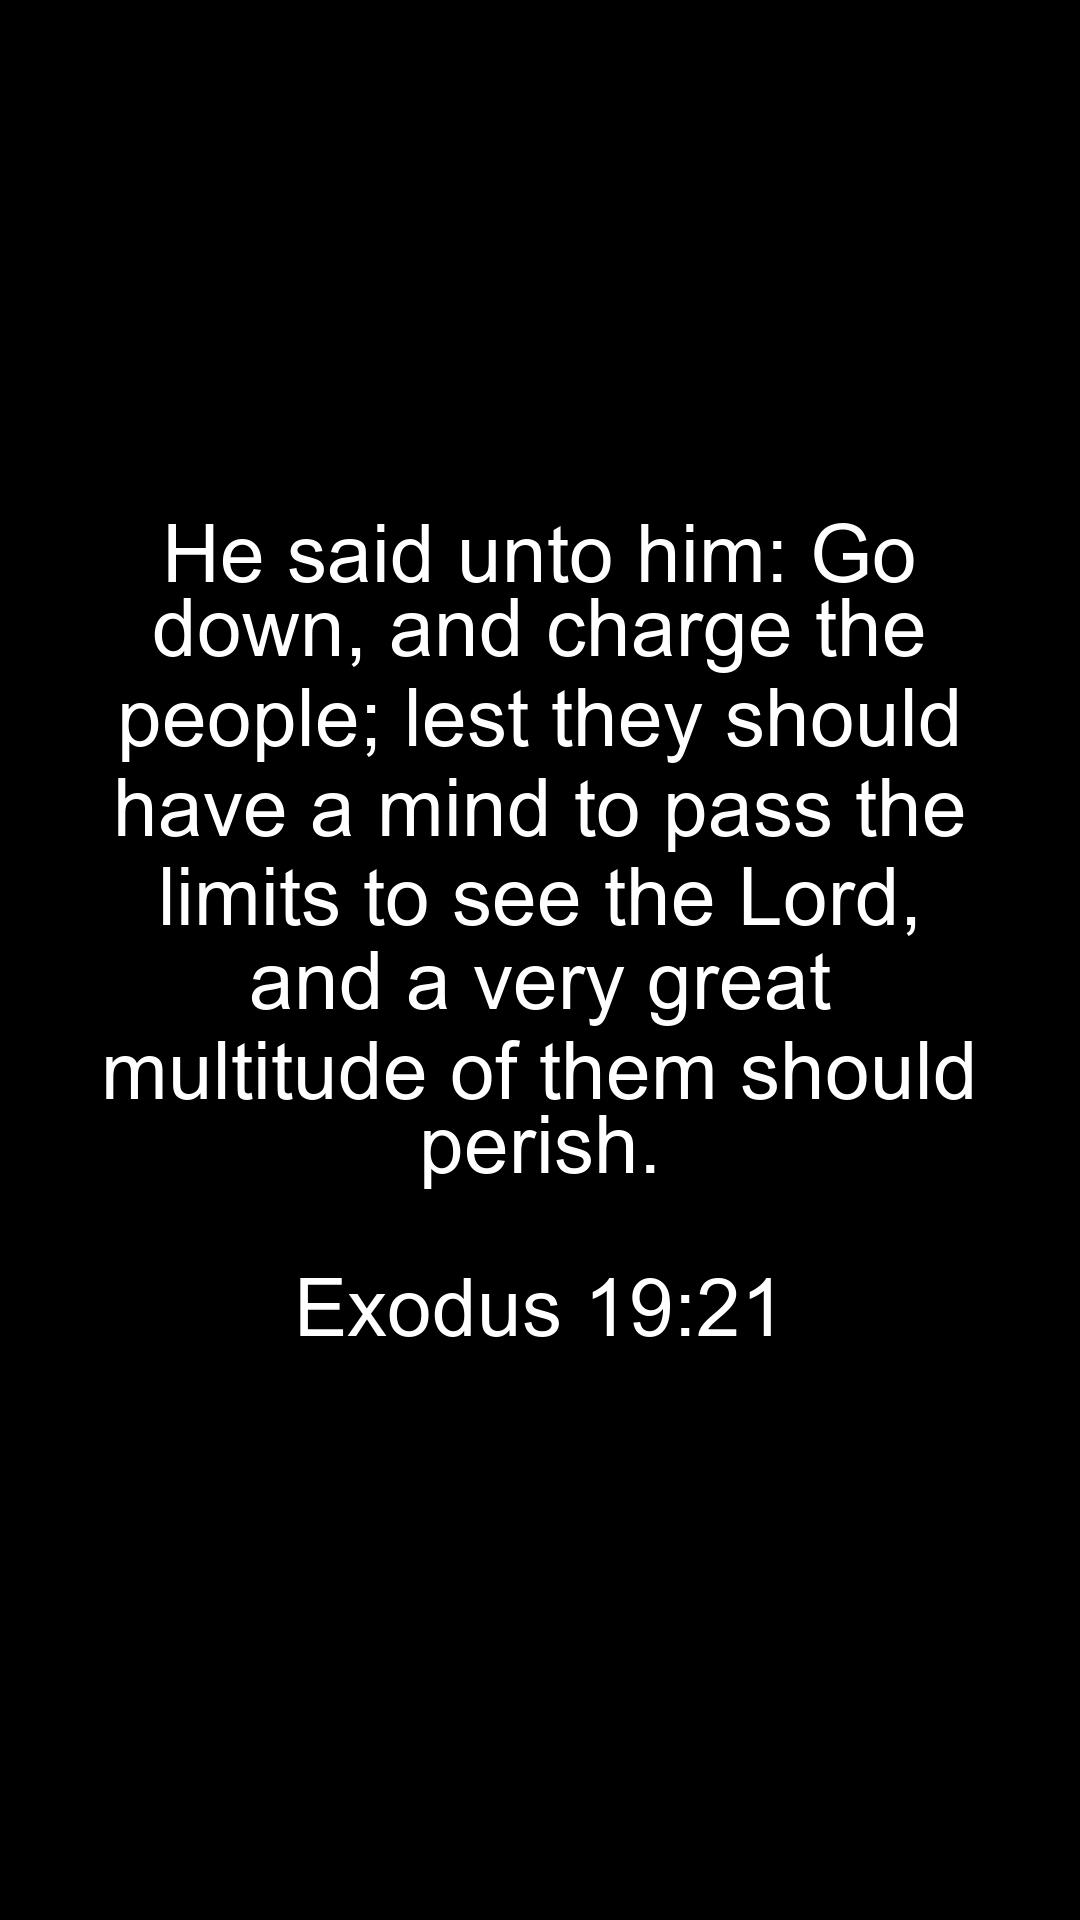 He said unto him: Go
down, and charge the
people; lest they should
have a mind to pass the
limits to see the Lord,
and a very great
multitude of them should
perish.
Exodus 19:21